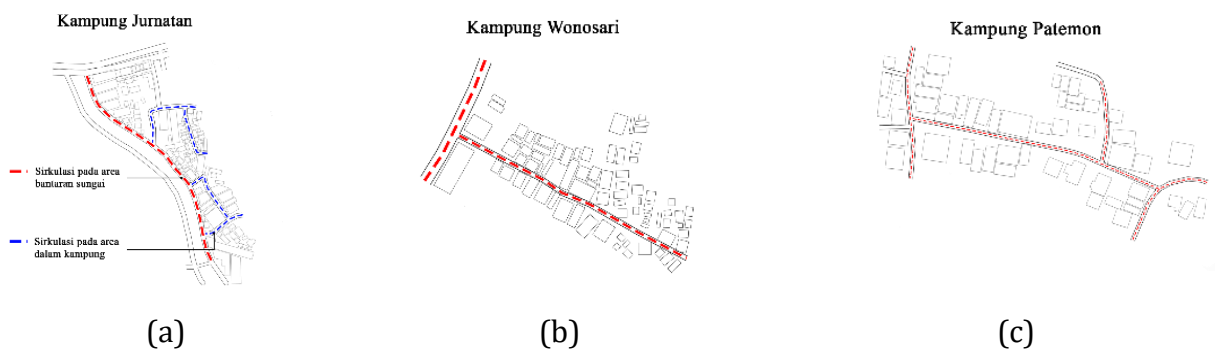 Kampung Jurnatan
Sirkulasi pada area
bantaran sungai
Sirkulasi pada area
dalam kampung
(a)
Kampung Wonosari
(b)
Kampung Patemon
(c)